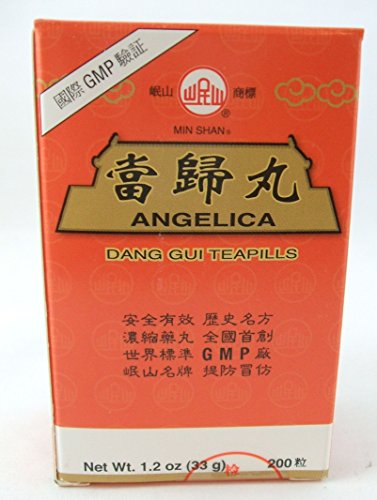 國際 GMP 驗証
岷山 商標
®
MIN SHAN®
當歸丸
ANGELICA
DANG GUI TEAPILLS
安全有效 歷史名方
濃縮藥丸 全國首創
世界標準 GMP 廠
岷山名牌 提防冒仿
Net Wt. 1.2 oz (33 g) 200 粒